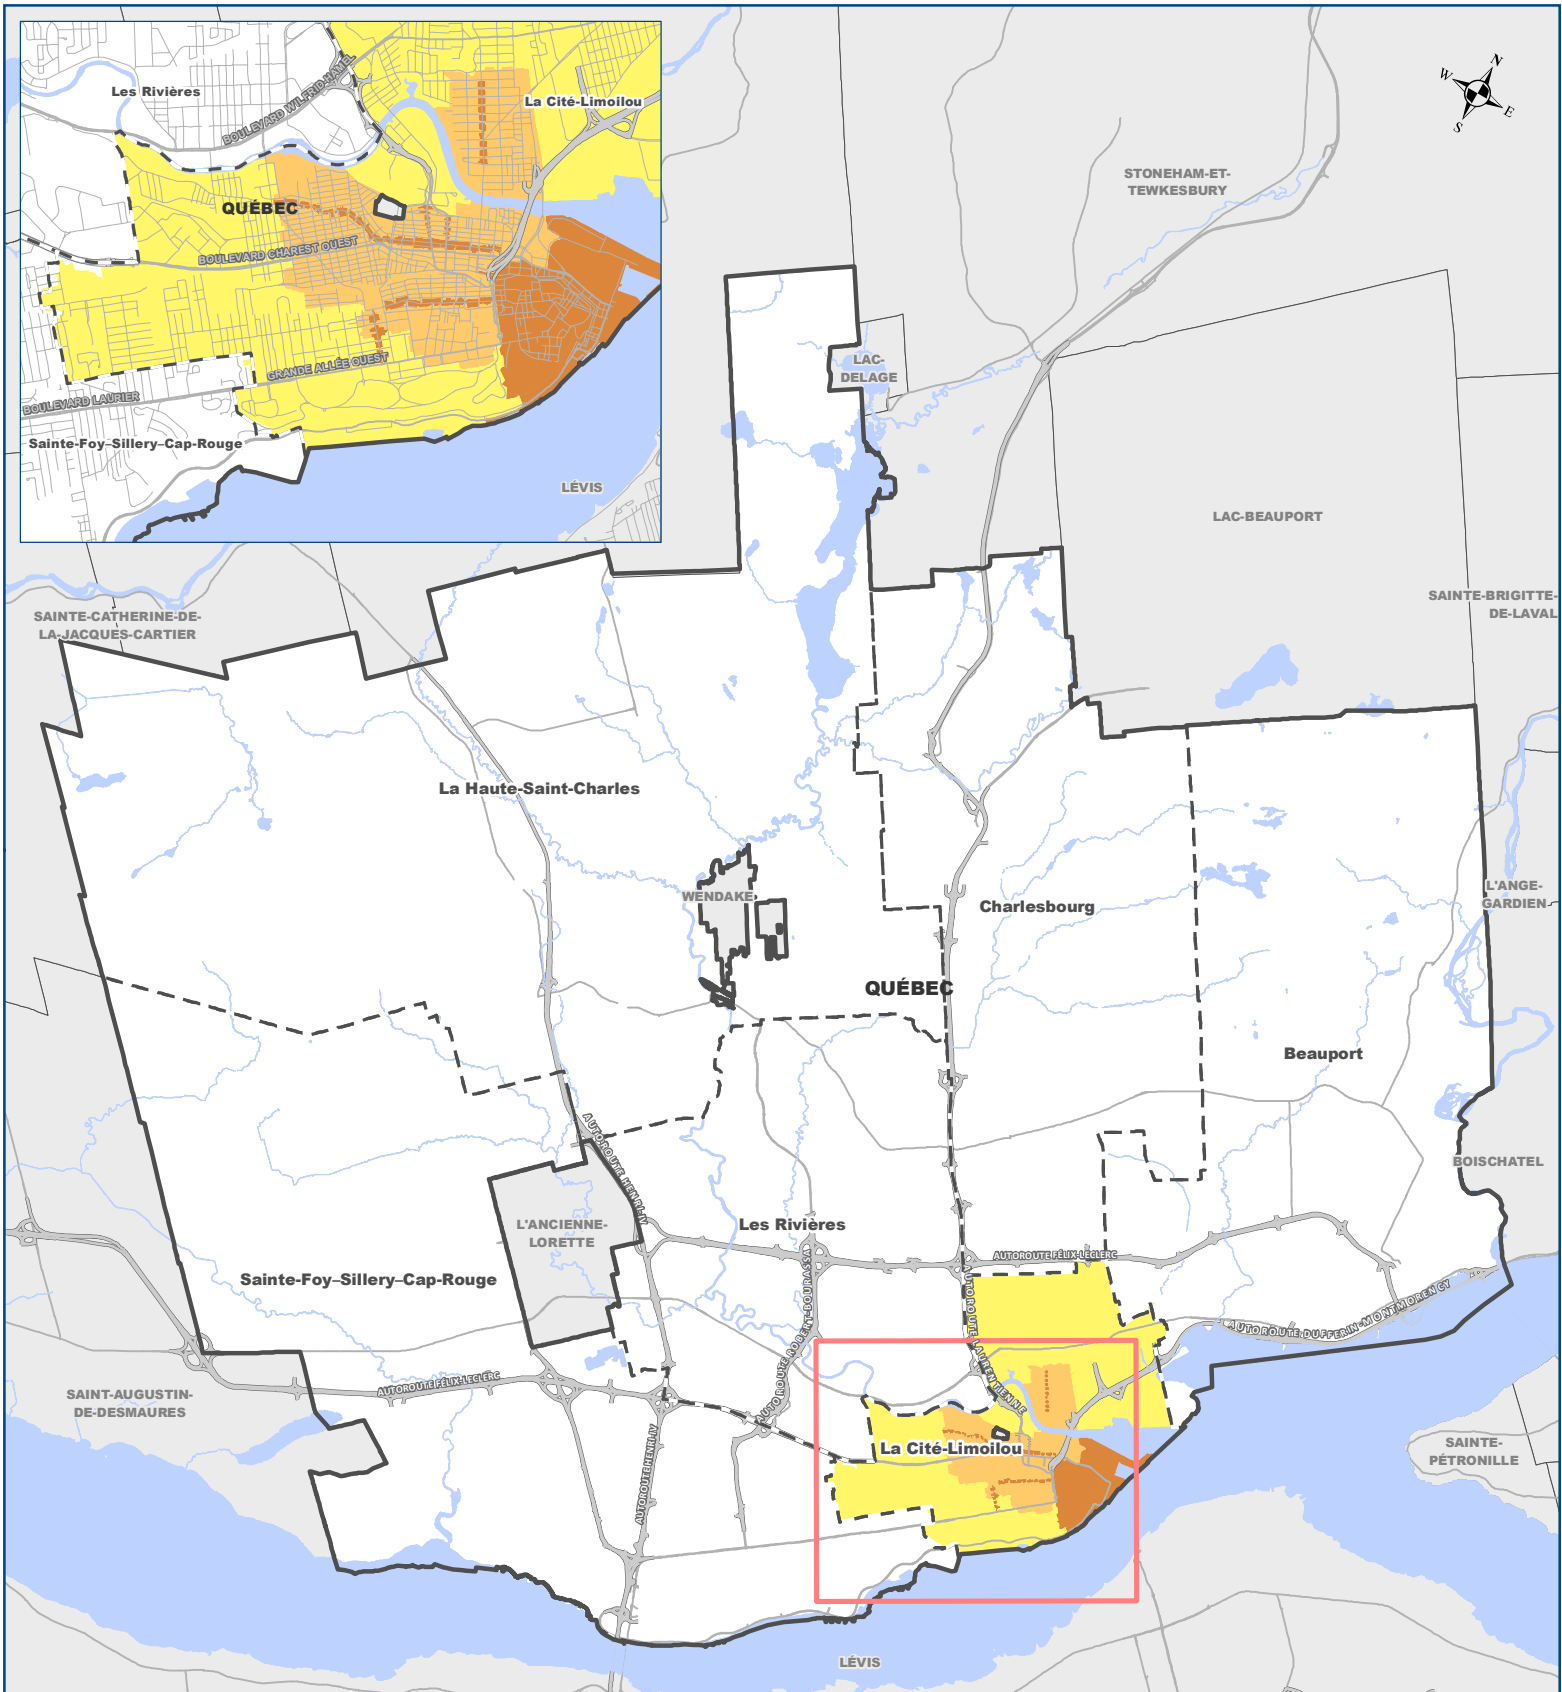 Les Rivières
BOULEVARD WILFRID-HAMEL
La Cité-Limoilou
QUÉBEC
BOULEVARD CHAREST OUEST
GRANDE ALLÉE OUEST
BOULEVARD LAURIER
Sainte-Foy–Sillery–Cap-Rouge
LÉVIS
N
W
E
S
STONEHAM-ET-
TEWKESBURY
LAC-
DELAGE
LAC-BEAUPORT
SAINTE-BRIGITTE-
DE-LAVAL
SAINTE-CATHERINE-DE-
LA-JACQUES-CARTIER
La Haute-Saint-Charles
WENDAKE
Charlesbourg
L'ANGE-
GARDIEN
QUÉBEC
Beauport
AUTOROUTE HENRI-IV
BOISCHATEL
L'ANCIENNE-
LORETTE
Les Rivières
AUTOROUTE FÉLIX-LECLERC
Sainte-Foy–Sillery–Cap-Rouge
AUTOROUTE ROBERT-BOURASSA
AUTOROUTE LAURENTIENNE
AUTOROUTE DUFFERIN-MONTMORENCY
AUTOROUTE FÉLIX-LECLERC
SAINT-AUGUSTIN-
DE-DESMAURES
La Cité-Limoilou
SAINTE-
PÉTRONILLE
AUTOROUTE HENRI-IV
LÉVIS